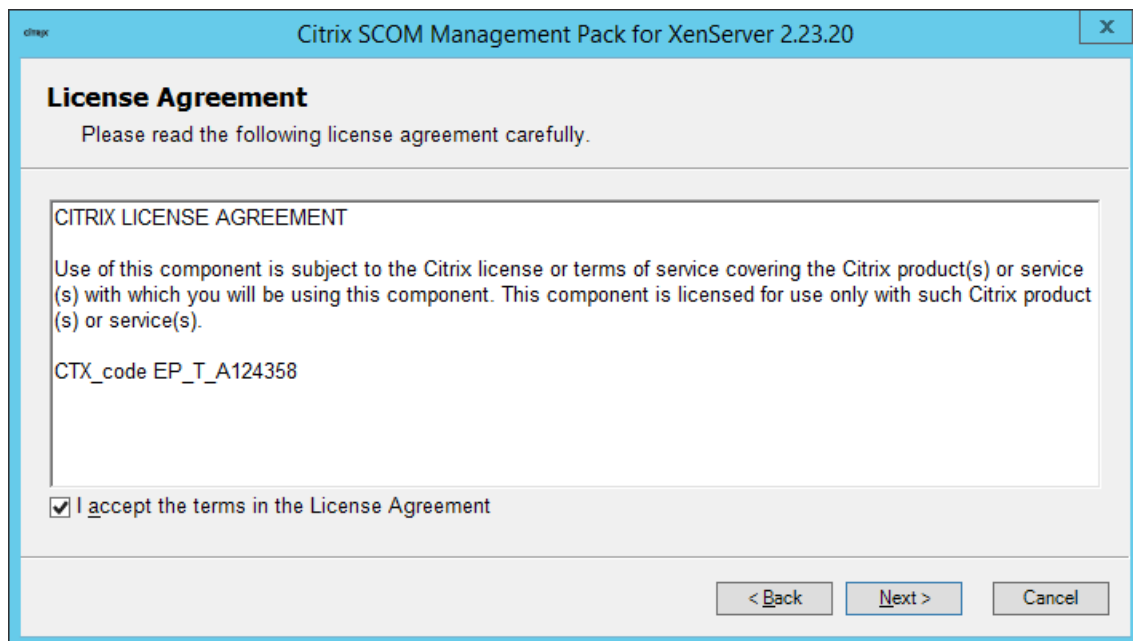 citrix
Citrix SCOM Management Pack for XenServer 2.23.20
X
License Agreement
Please read the following license agreement carefully.
CITRIX LICENSE AGREEMENT
Use of this component is subject to the Citrix license or terms of service covering the Citrix product(s) or service
(s) with which you will be using this component. This component is licensed for use only with such Citrix product
(s) or service(s).
CTX_code EP_T_A124358
I accept the terms in the License Agreement
< Back Next > Cancel